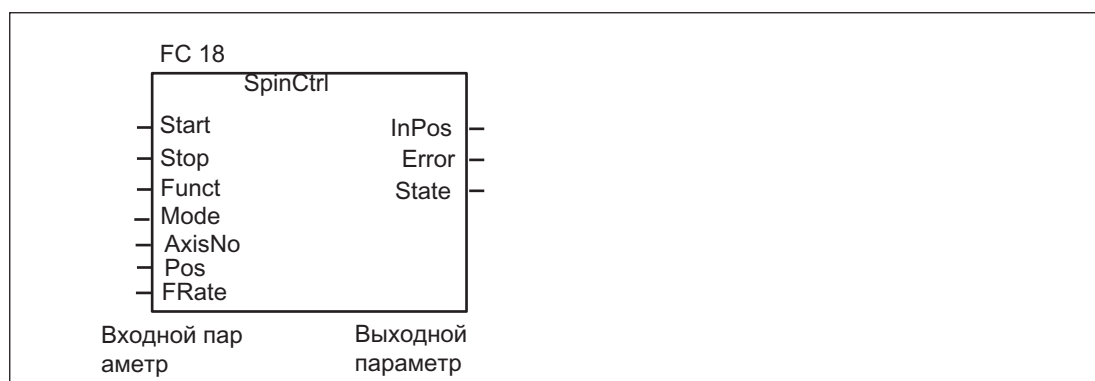 FC 18
SpinCtrl
Start
Stop
Funct
Mode
AxisNo
Pos
FRate
InPos
Error
State
Входной пар
аметр
Выходной
параметр